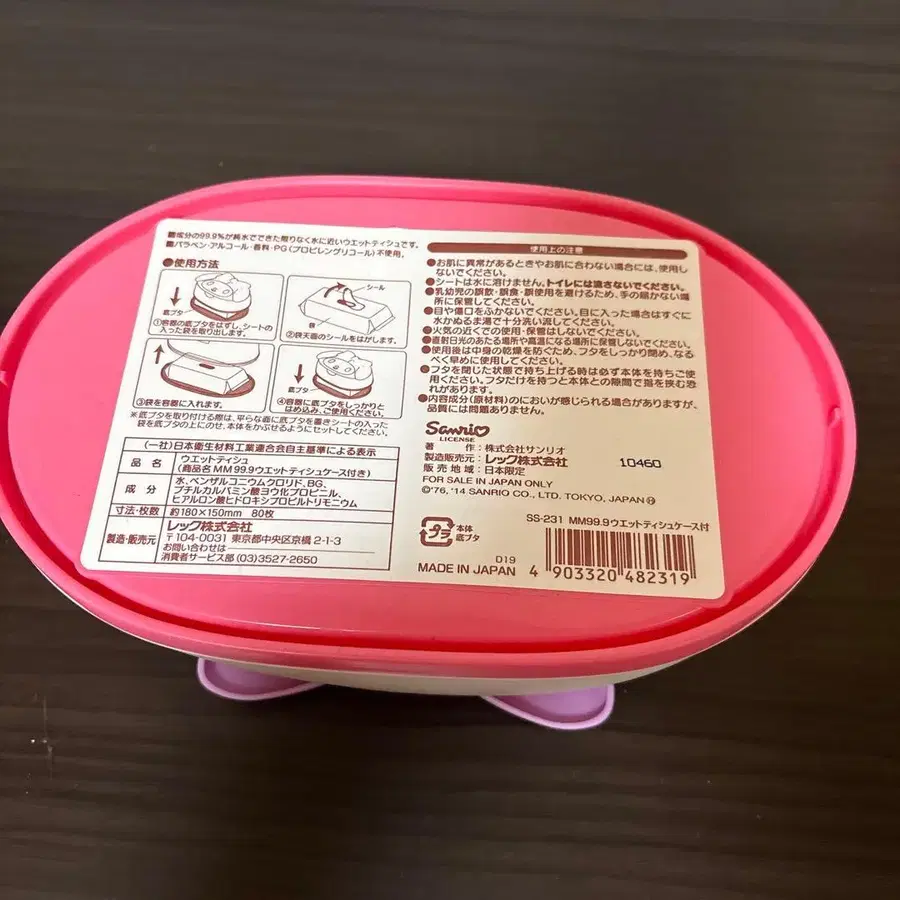 ■成分の99.9%が純水でできた限りなく水に近いウエットティシュです。
■パラベン・アルコール・香料・PG(プロピレングリコール)不使用。
●使用方法
底ブタ
①容器の底ブタをはずし、シートの
入った袋を取り出します。
シール
袋
②袋天面のシールをはがします。
③袋を容器に入れます。
底ブタ
④容器に底ブタをしっかりと
はめ込み、ご使用ください。
※底ブタを取り付ける際は、平らな面に底ブタを置きシートの入った
袋を底ブタの上にのせ、本体をかぶせるようにセットしてください。
(一社)日本衛生材料工業連合会自主基準による表示
品名 ウエットティシュ
(商品名 MM99.9ウエットティシュケース付き)
成分 水、ベンザルコニウムクロリド、BG、
ブチルカルバミン酸ヨウ化プロピニル、
ヒアルロン酸ヒドロキシプロピルトリモニウム
寸法・枚数 約180×150mm 80枚
製造・販売元 レック株式会社
〒104-0031 東京都中央区京橋2-1-3
お問い合わせは
消費者サービス部 (03)3527-2650
使用上の注意
●お肌に異常があるときやお肌に合わない場合には、使用し
ないでください。
●シートは水に溶けません。トイレには流さないでください。
●乳幼児の誤飲・誤食・誤使用を避けるため、手の届かない場
所に保管してください。
●目や傷口をふかないでください。目に入った場合はすぐに
水かぬるま湯で十分洗い流してください。
●火気の近くでの使用・保管はしないでください。
●直射日光のあたる場所や高温になる場所に保管しないでください。
●使用後は中身の乾燥を防ぐため、フタをしっかり閉め、なる
べく早めに使用してください。
●フタを閉じた状態で持ち上げる時は必ず本体を持ちご使
用ください。フタだけを持つと本体との隙間で指を挟む恐
れがあります。
●内容成分(原材料)のにおいが感じられる場合がありますが、
品質には問題ありません。
Sanrio
LICENSE
著作:株式会社サンリオ
製造販売元:レック株式会社 10460
販売地域:日本限定
FOR SALE IN JAPAN ONLY
©'76, '14 SANRIO CO., LTD. TOKYO, JAPAN Ⓗ
SS-231 MM99.9ウエットティシュケース付
プラ
本体
底ブタ
D19
MADE IN JAPAN
4 903320 482319